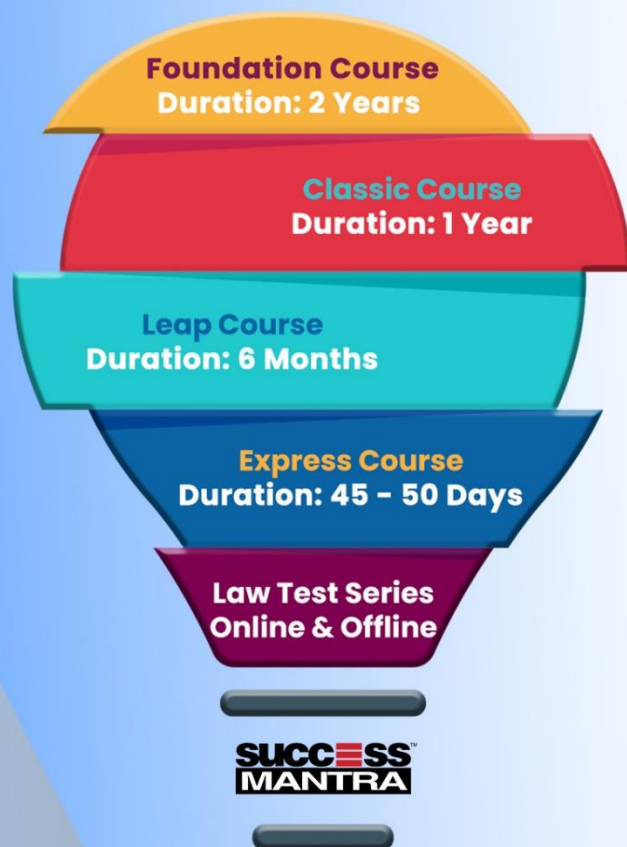 Foundation Course
Duration: 2 Years
Classic Course
Duration: 1 Year
Leap Course
Duration: 6 Months
Express Course
Duration: 45 - 50 Days
Law Test Series
Online & Offline
SUCCESS™
MANTRA